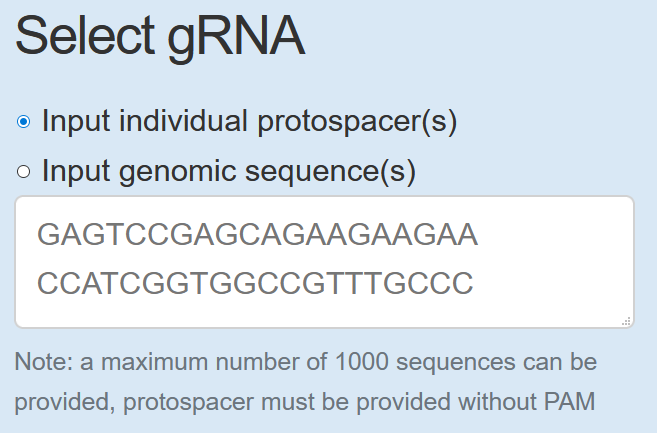 Select gRNA
Input individual protospacer(s)
Input genomic sequence(s)
GAGTCCGAGCAGAAGAAGAA
CCATCGGTGGCCGTTTGCCC
Note: a maximum number of 1000 sequences can be
provided, protospacer must be provided without PAM